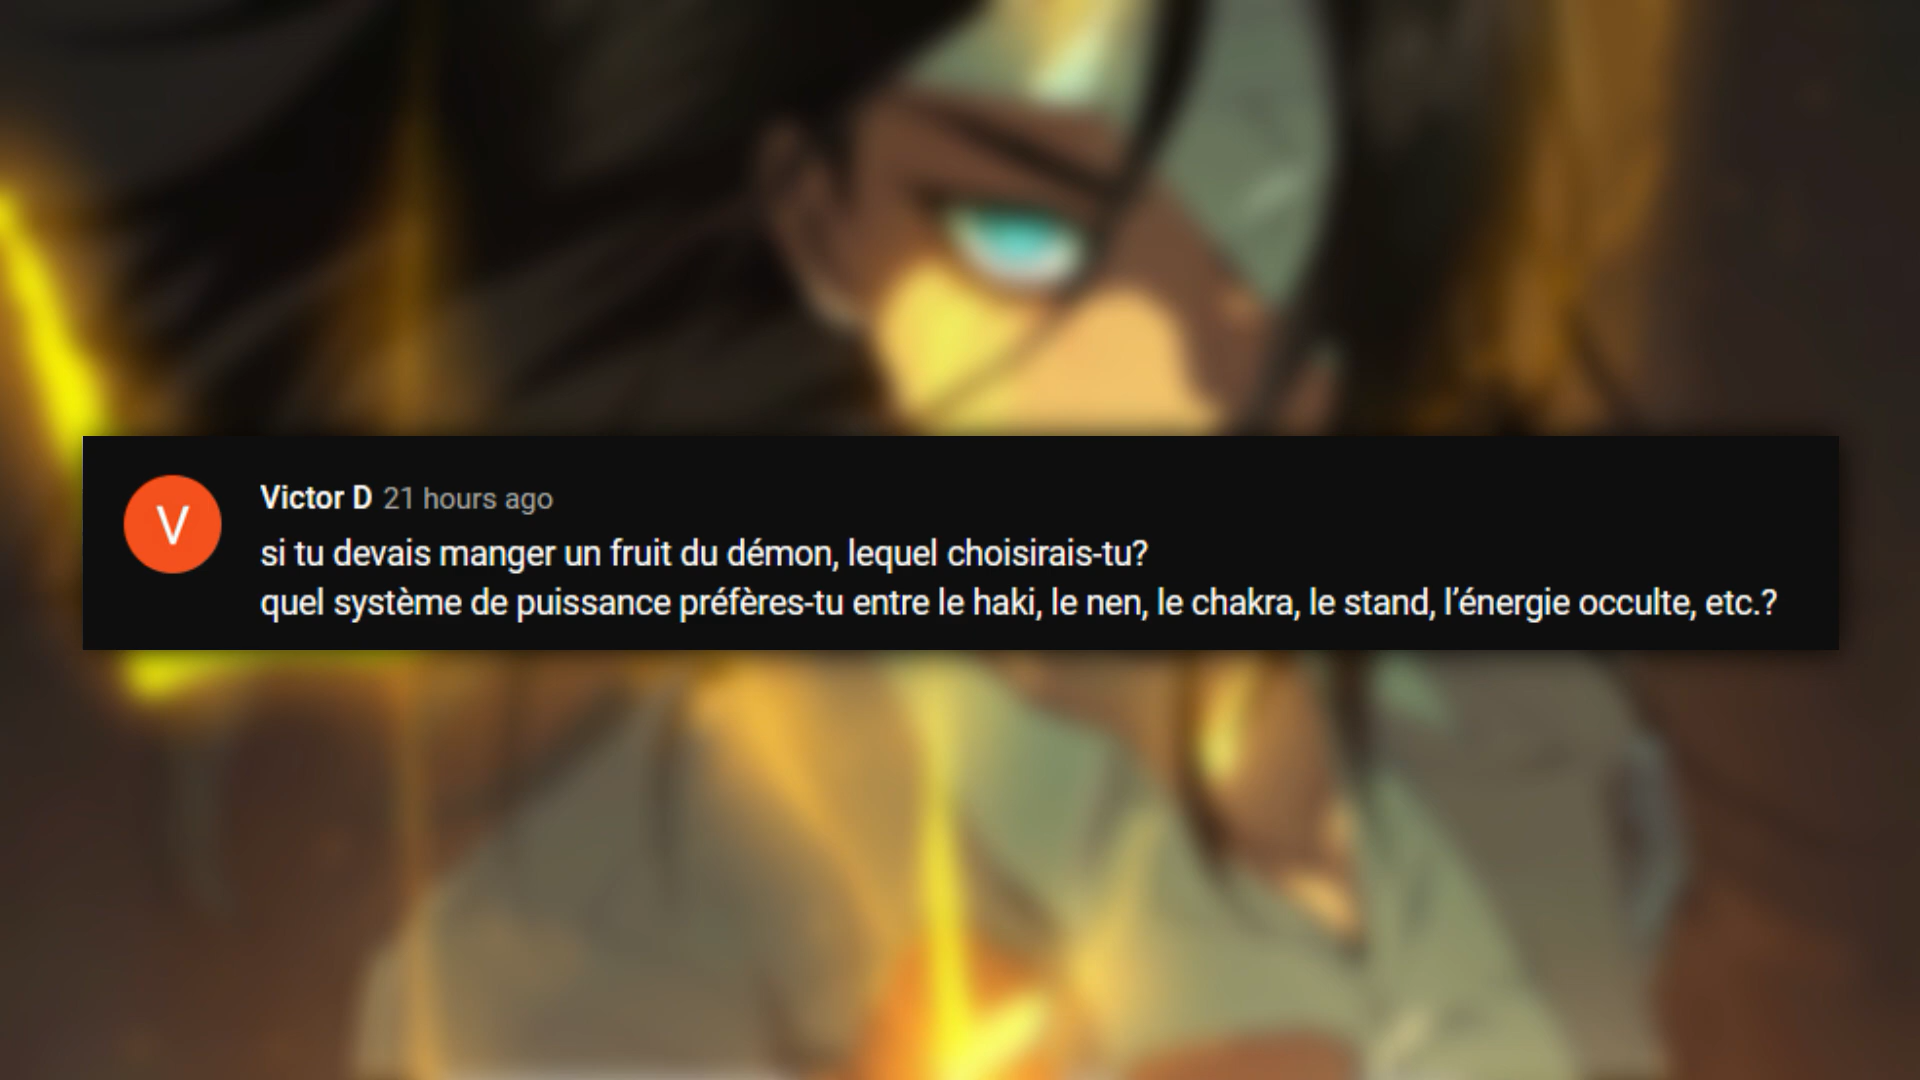 V
Victor D 21 hours ago
si tu devais manger un fruit du démon, lequel choisirais-tu?
quel système de puissance préfères-tu entre le haki, le nen, le chakra, le stand, l’énergie occulte, etc.?